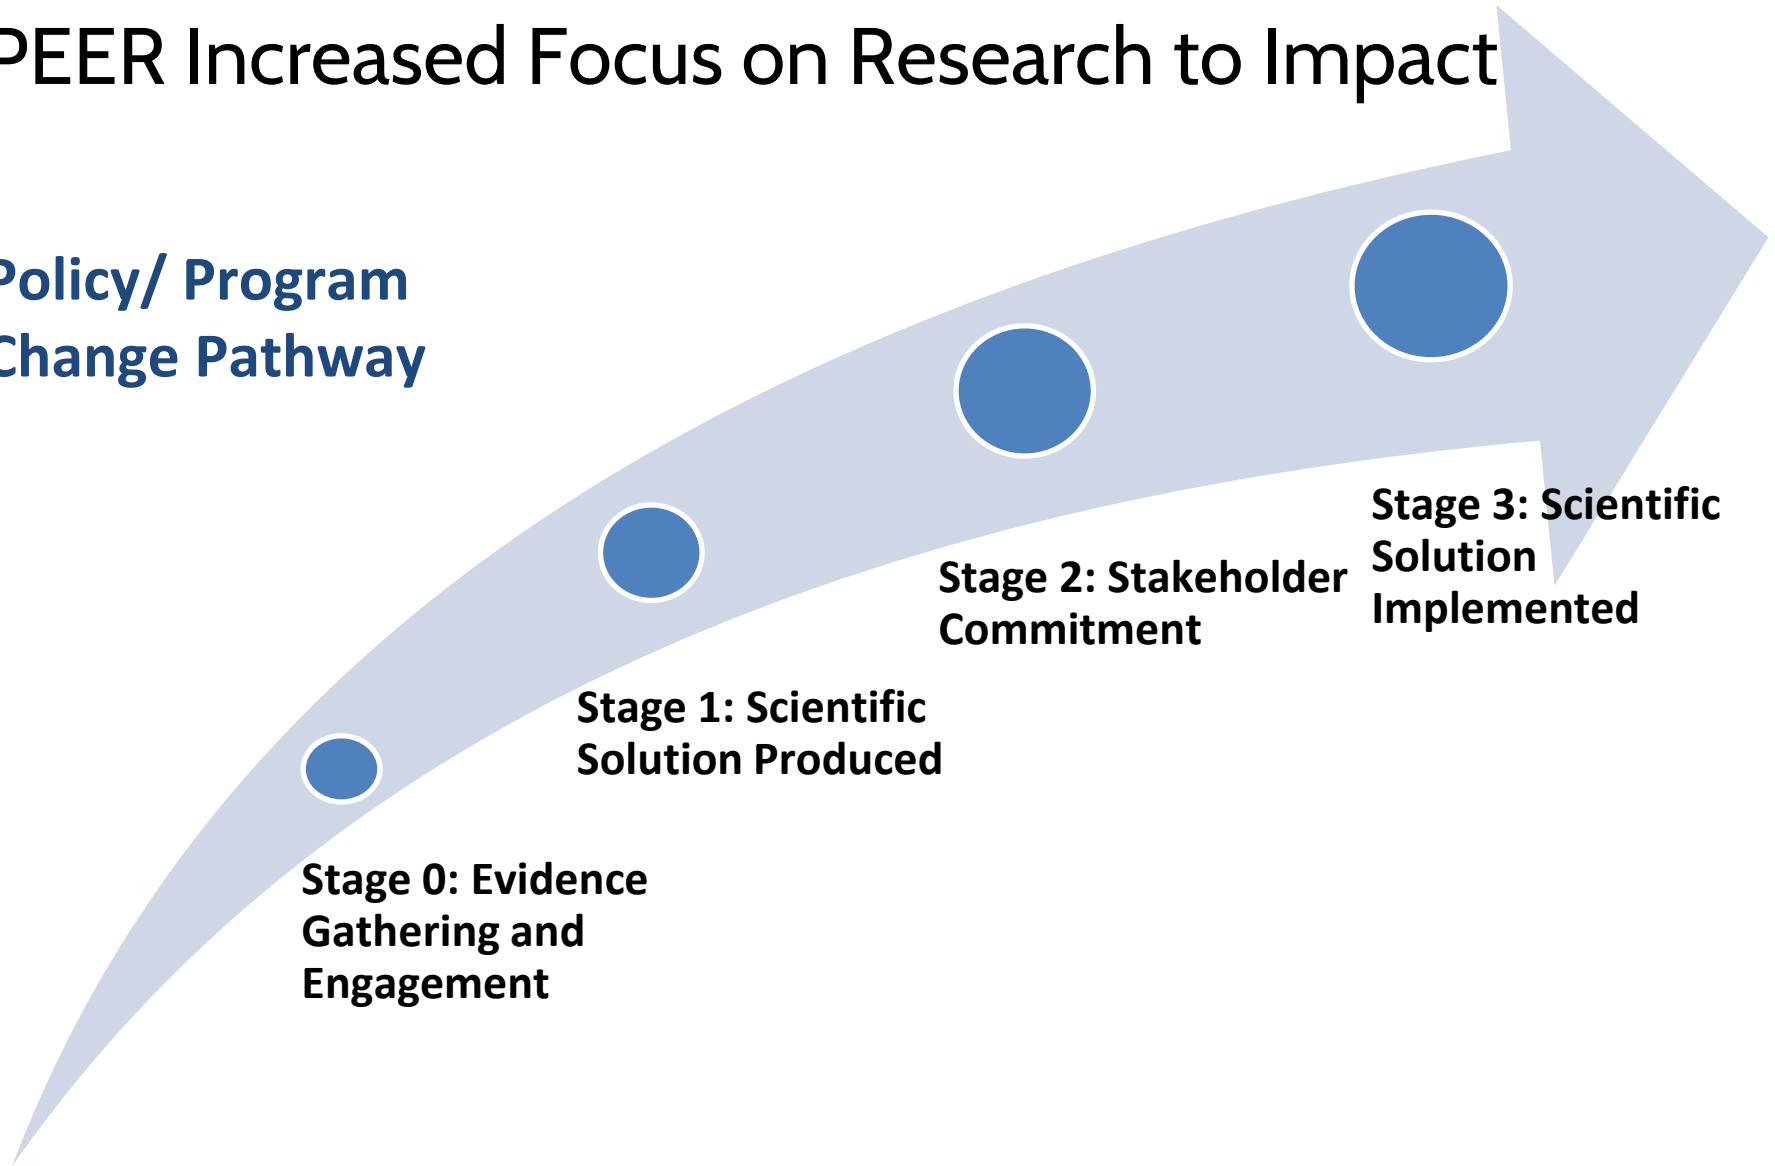 PEER Increased Focus on Research to Impact
Policy/ Program
Change Pathway
Stage 3: Scientific
Solution
Implemented
Stage 2: Stakeholder
Commitment
Stage 1: Scientific
Solution Produced
Stage 0: Evidence
Gathering and
Engagement